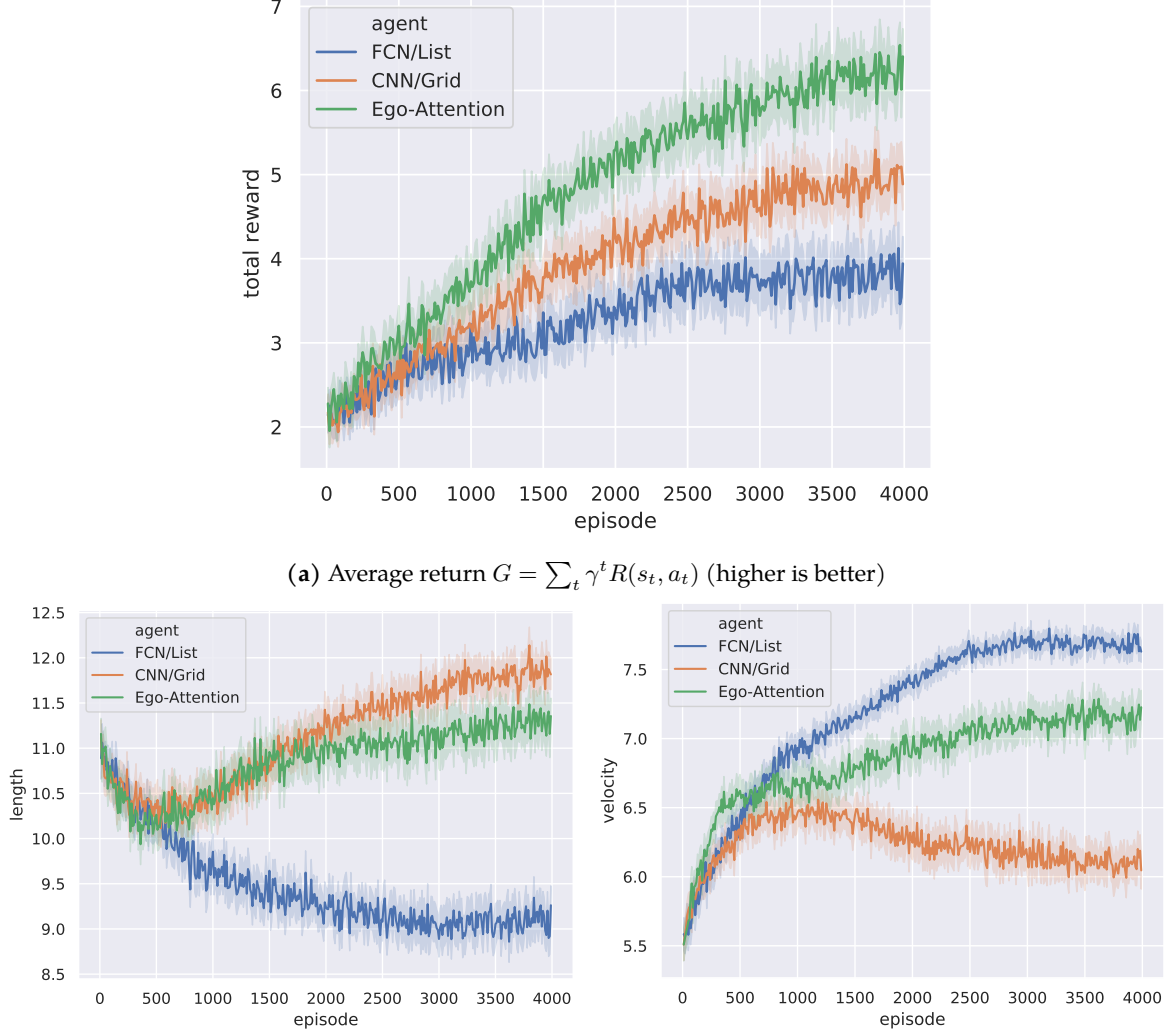 7
6
5
4
3
2
total reward
agent
FCN/List
CNN/Grid
Ego-Attention
0 500 1000 1500 2000 2500 3000 3500 4000
episode
(a) Average return G = ∑_t γ^t R(s_t, a_t) (higher is better)
12.5
12.0
11.5
11.0
10.5
10.0
9.5
9.0
8.5
length
agent
FCN/List
CNN/Grid
Ego-Attention
0 500 1000 1500 2000 2500 3000 3500 4000
episode
7.5
7.0
6.5
6.0
5.5
velocity
agent
FCN/List
CNN/Grid
Ego-Attention
0 500 1000 1500 2000 2500 3000 3500 4000
episode